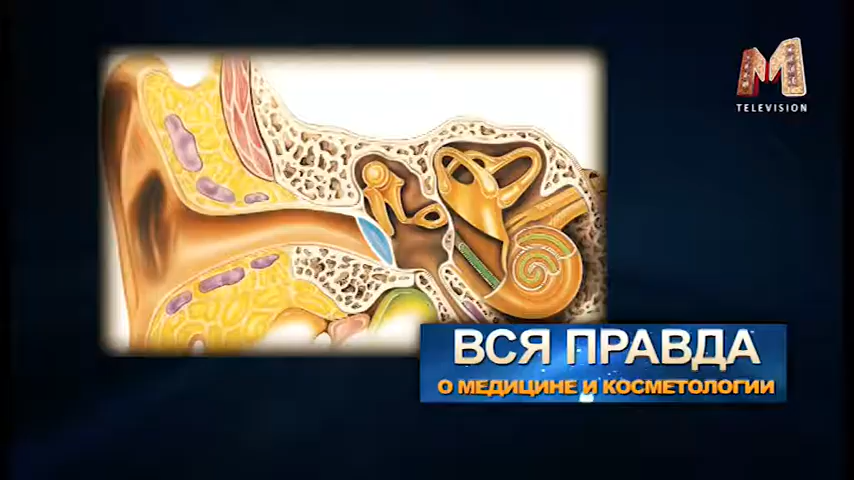 M
TELEVISION
ВСЯ ПРАВДА
О МЕДИЦИНЕ И КОСМЕТОЛОГИИ